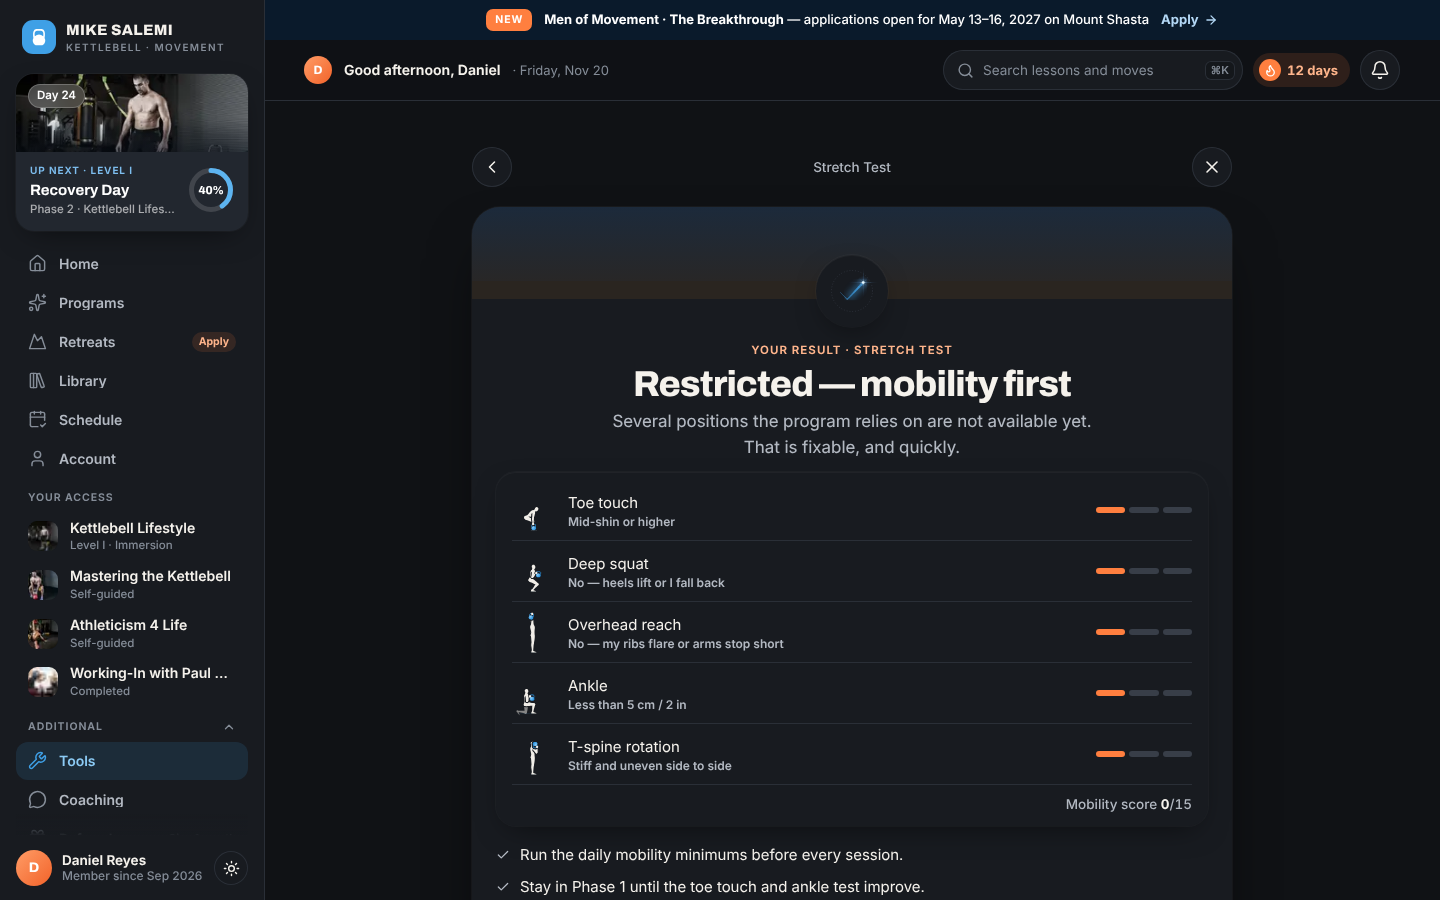 NEW Men of Movement · The Breakthrough — applications open for May 13–16, 2027 on Mount Shasta Apply →
MIKE SALEMI
KETTLEBELL · MOVEMENT
Day 24
UP NEXT · LEVEL I
Recovery Day
Phase 2 · Kettlebell Lifes...
40%
Home
Programs
Retreats
Apply
Library
Schedule
Account
YOUR ACCESS
Kettlebell Lifestyle
Level I · Immersion
Mastering the Kettlebell
Self-guided
Athleticism 4 Life
Self-guided
Working-In with Paul ...
Completed
ADDITIONAL
Tools
Coaching
D
Daniel Reyes
Member since Sep 2026
D
Good afternoon, Daniel · Friday, Nov 20
Search lessons and moves
⌘K
12 days
Stretch Test
YOUR RESULT · STRETCH TEST
Restricted — mobility first
Several positions the program relies on are not available yet.
That is fixable, and quickly.
Toe touch
Mid-shin or higher
Deep squat
No — heels lift or I fall back
Overhead reach
No — my ribs flare or arms stop short
Ankle
Less than 5 cm / 2 in
T-spine rotation
Stiff and uneven side to side
Mobility score 0/15
Run the daily mobility minimums before every session.
Stay in Phase 1 until the toe touch and ankle test improve.